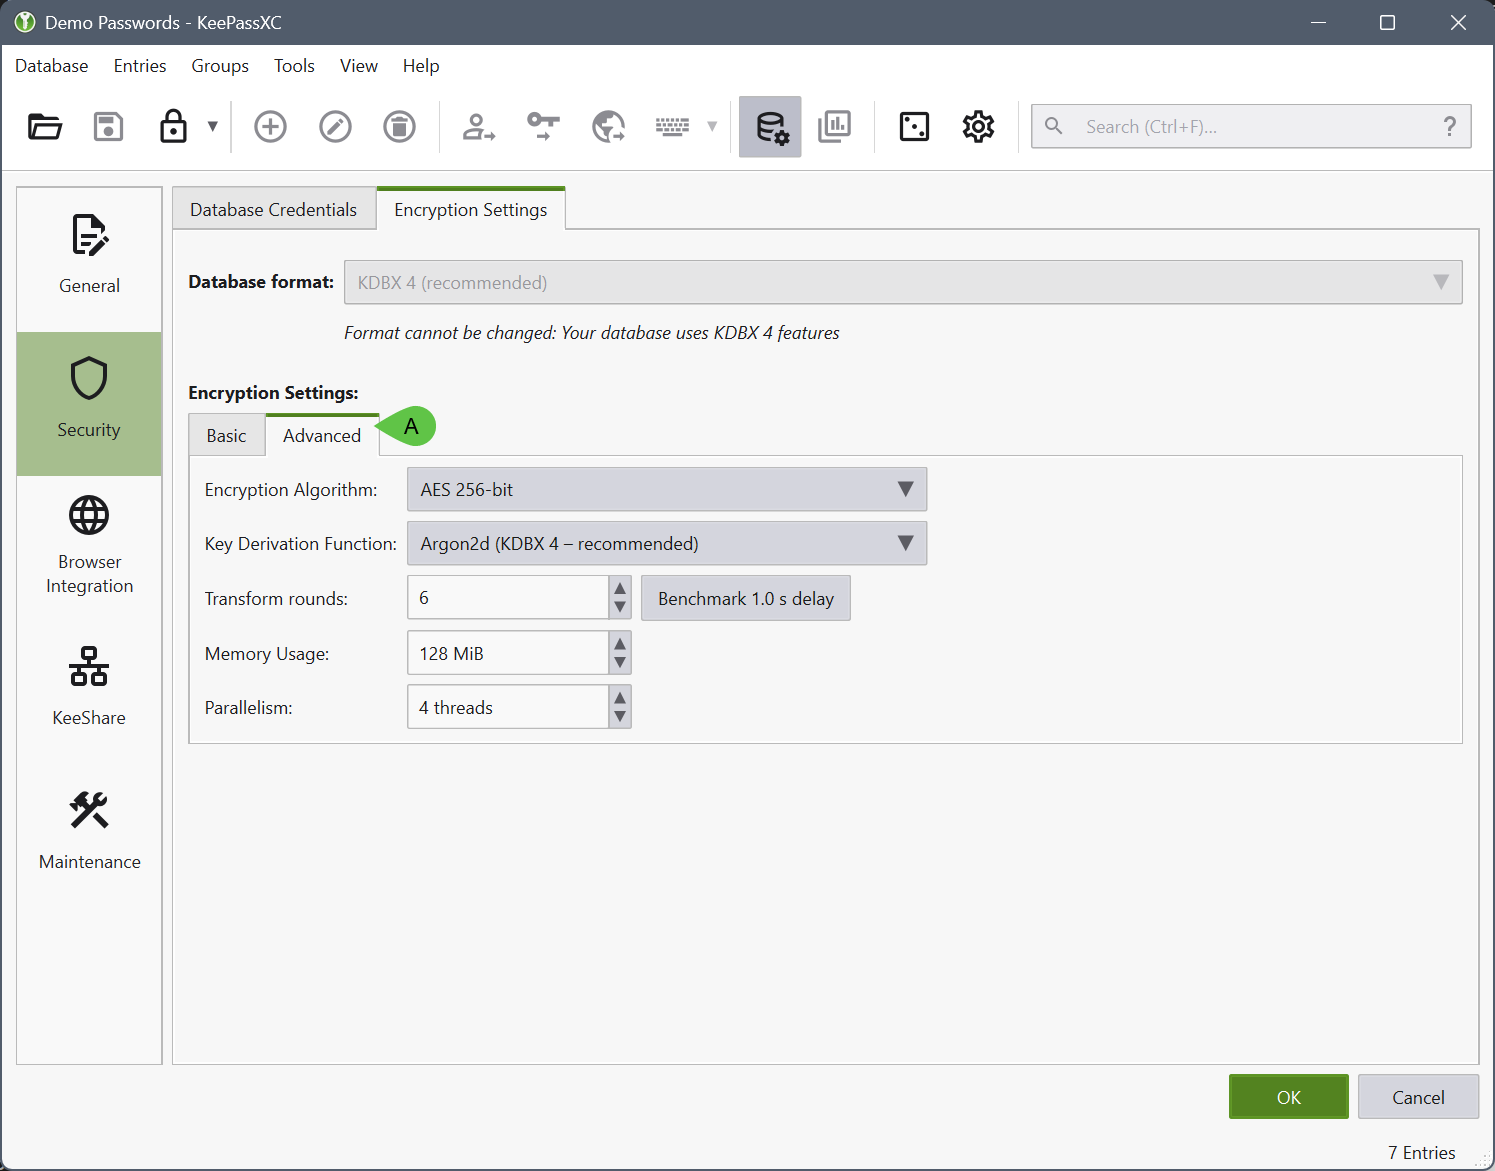 Demo Passwords - KeePassXC
Database Entries Groups Tools View Help
Search (Ctrl+F)... ?
General
Security
Browser
Integration
KeeShare
Maintenance
Database Credentials Encryption Settings
Database format: KDBX 4 (recommended)
Format cannot be changed: Your database uses KDBX 4 features
Encryption Settings:
Basic Advanced A
Encryption Algorithm: AES 256-bit
Key Derivation Function: Argon2d (KDBX 4 – recommended)
Transform rounds: 6 Benchmark 1.0 s delay
Memory Usage: 128 MiB
Parallelism: 4 threads
OK Cancel
7 Entries